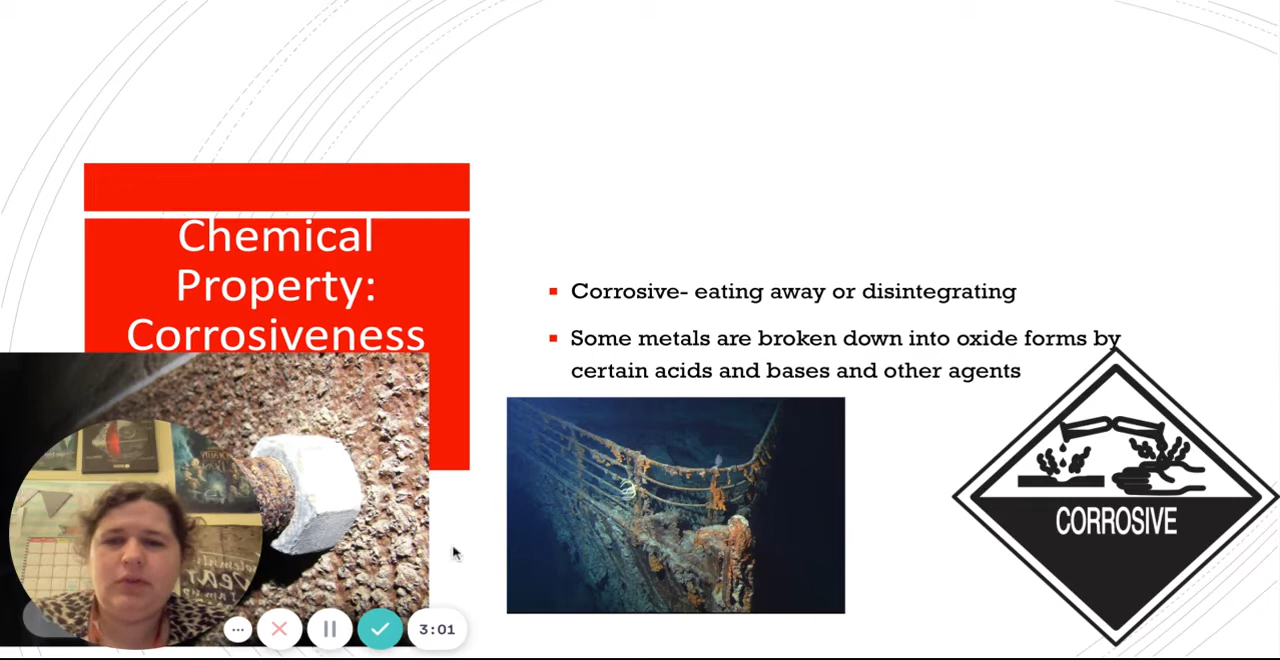 Chemical
Property:
Corrosiveness
Corrosive- eating away or disintegrating
Some metals are broken down into oxide forms by
certain acids and bases and other agents
CORROSIVE
3:01